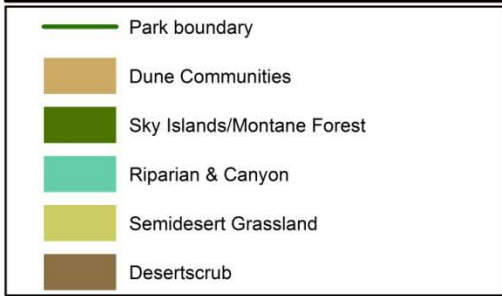 Park boundary
Dune Communities
Sky Islands/Montane Forest
Riparian & Canyon
Semidesert Grassland
Desertscrub